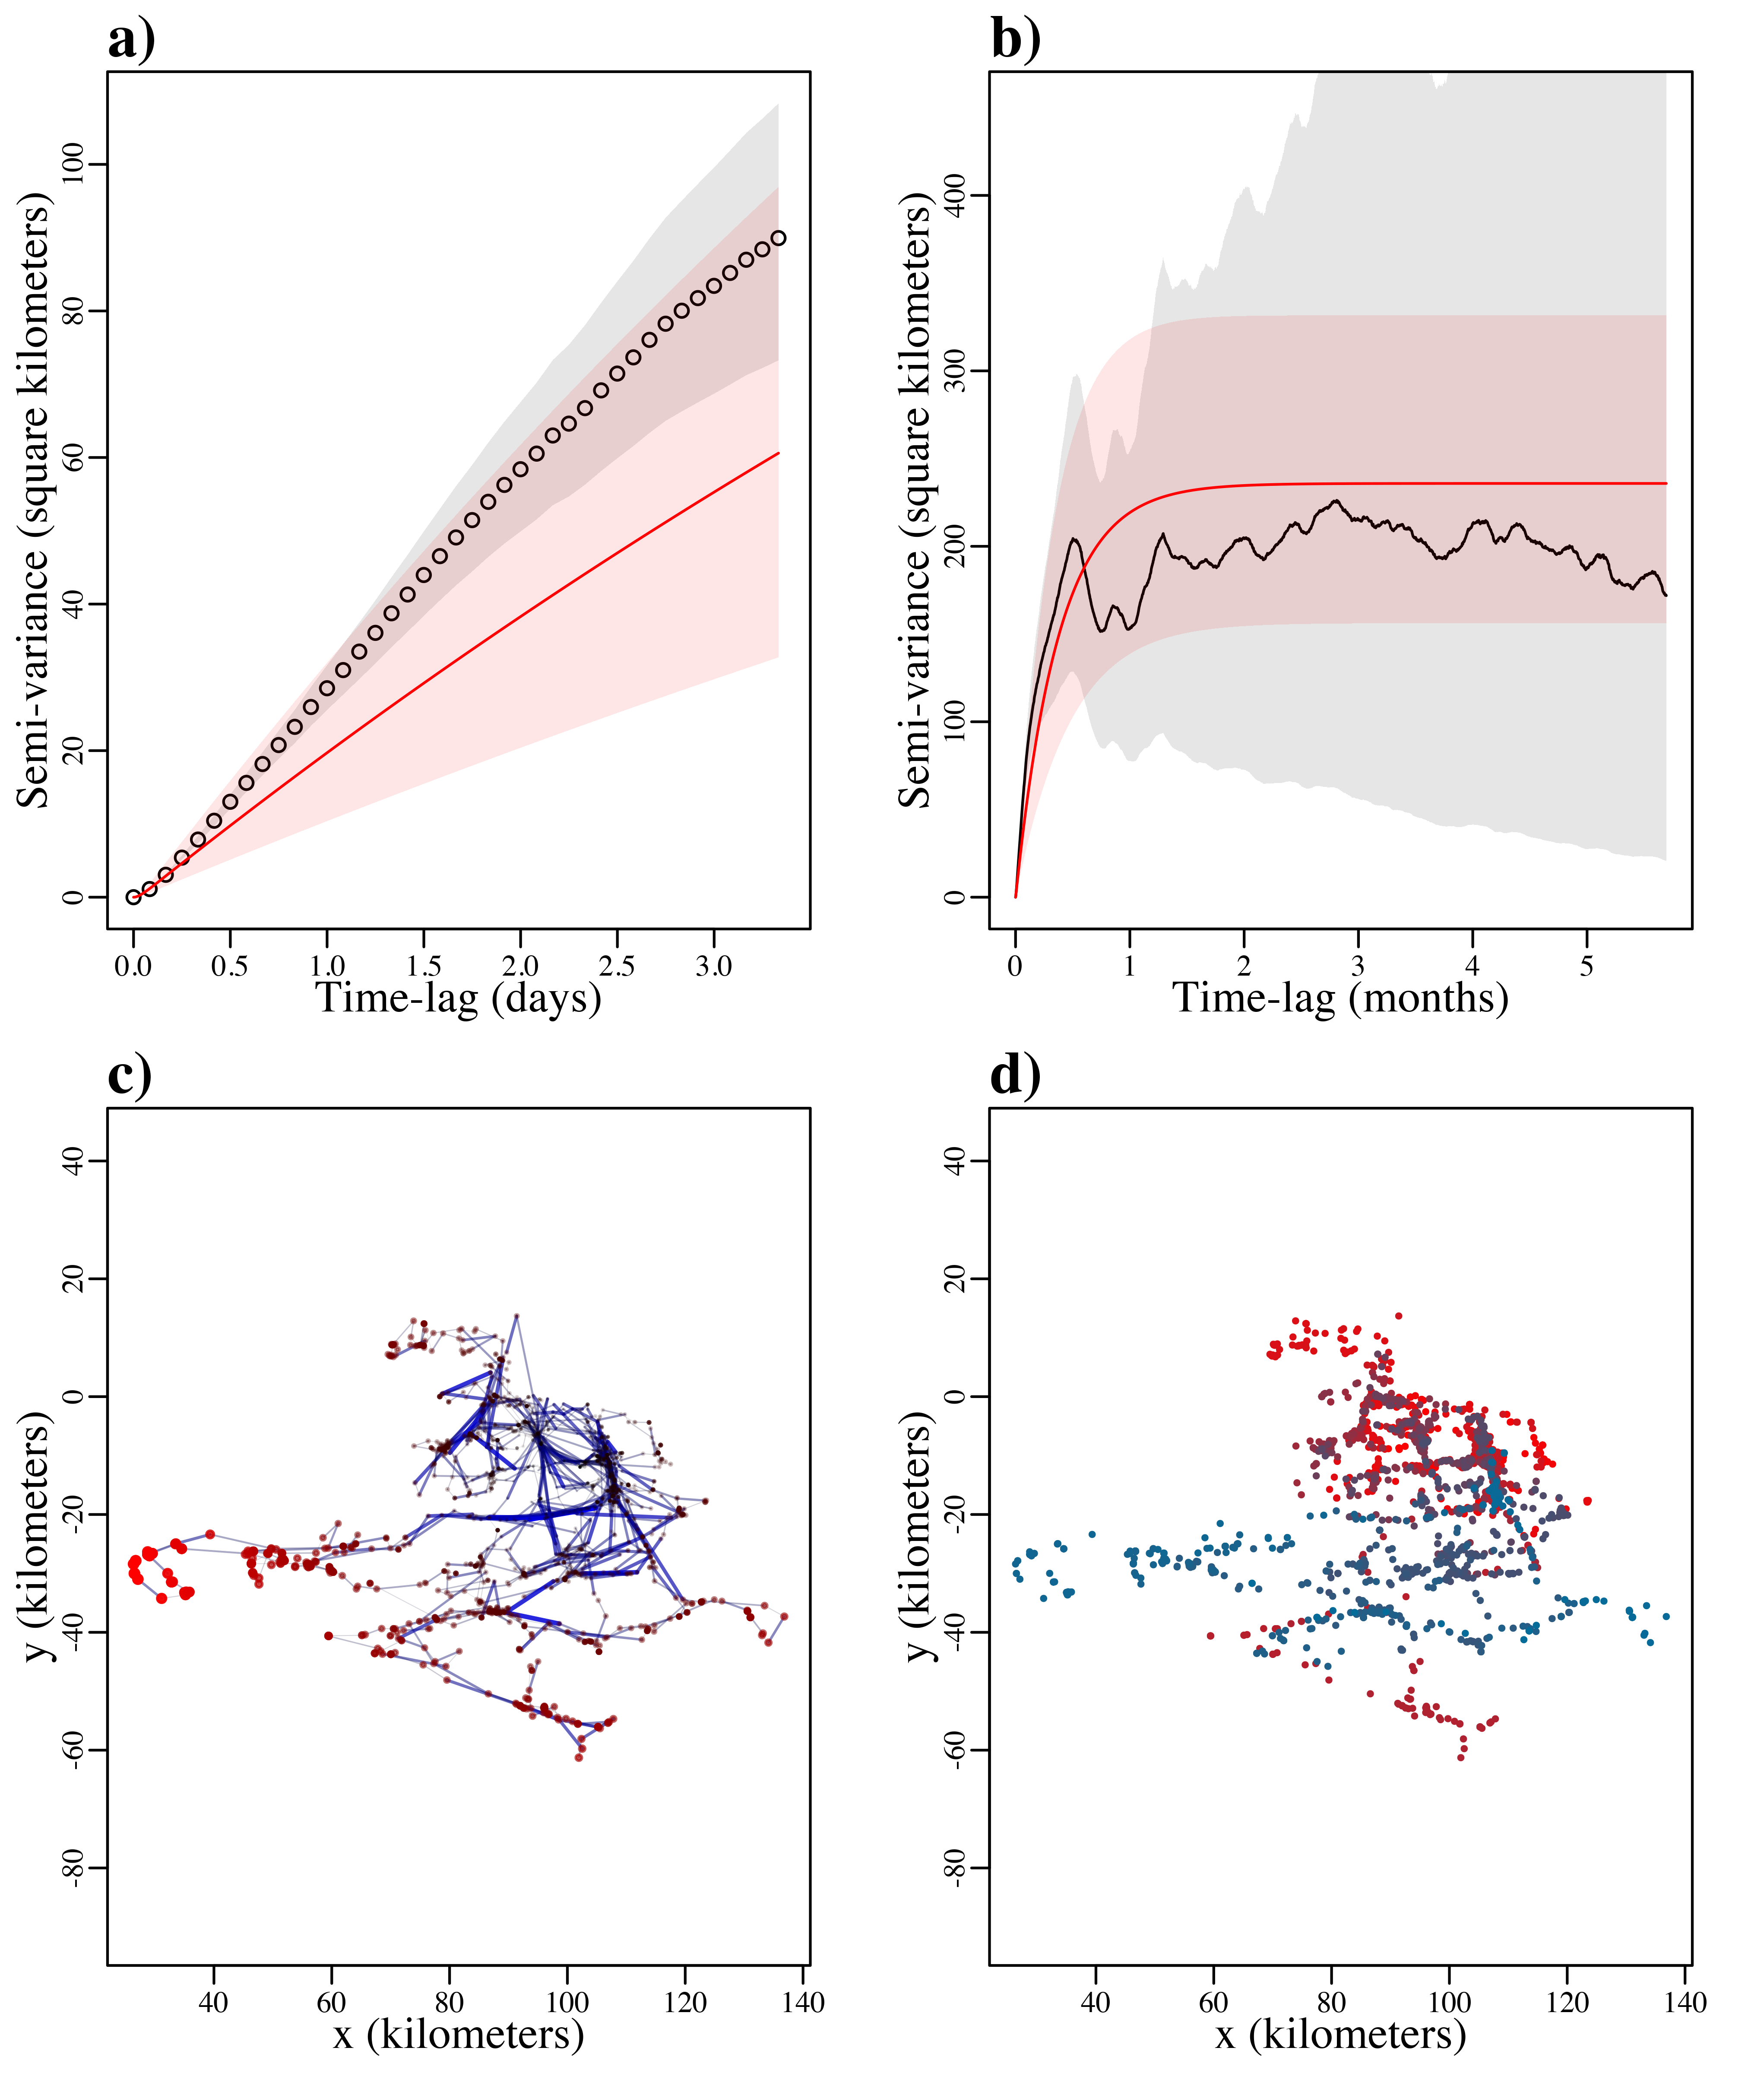 a)
Semi-variance (square kilometers)
0 20 40 60 80 100
0.0 0.5 1.0 1.5 2.0 2.5 3.0
Time-lag (days)
b)
Semi-variance (square kilometers)
0 100 200 300 400
0 1 2 3 4 5
Time-lag (months)
c)
y (kilometers)
-80 -60 -40 -20 0 20 40
40 60 80 100 120 140
x (kilometers)
d)
y (kilometers)
-80 -60 -40 -20 0 20 40
40 60 80 100 120 140
x (kilometers)